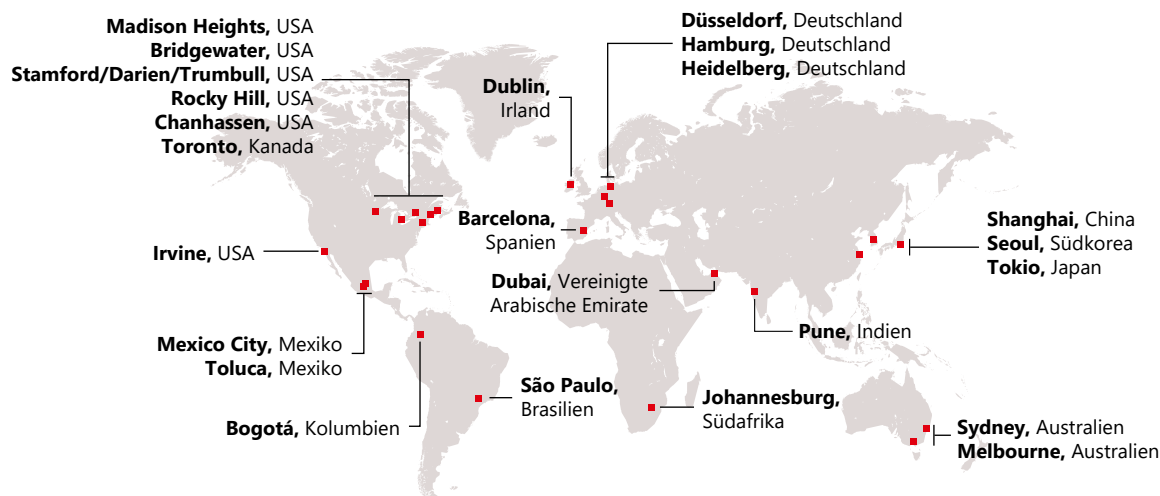 Madison Heights, USA
Bridgewater, USA
Stamford/Darien/Trumbull, USA
Rocky Hill, USA
Chanhassen, USA
Toronto, Kanada
Düsseldorf, Deutschland
Hamburg, Deutschland
Heidelberg, Deutschland
Dublin,
Irland
Barcelona,
Spanien
Irvine, USA
Shanghai, China
Seoul, Südkorea
Tokio, Japan
Dubai, Vereinigte
Arabische Emirate
Pune, Indien
Mexico City, Mexiko
Toluca, Mexiko
São Paulo,
Brasilien
Johannesburg,
Südafrika
Bogotá, Kolumbien
Sydney, Australien
Melbourne, Australien